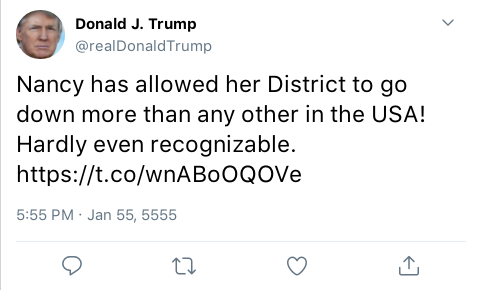 Donald J. Trump
@realDonaldTrump
Nancy has allowed her District to go
down more than any other in the USA!
Hardly even recognizable.
https://t.co/wnABoOQOVe
5:55 PM · Jan 55, 5555